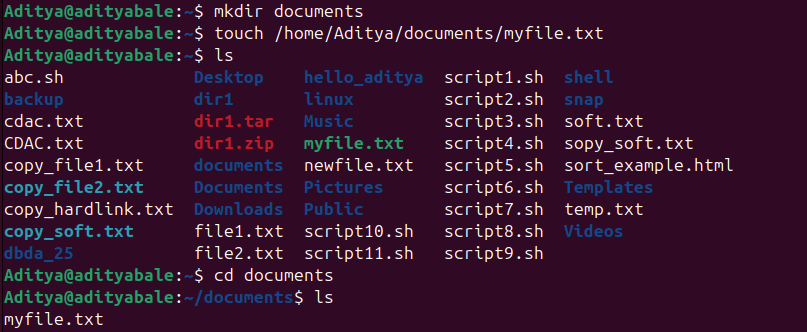 Aditya@adityabale:~$ mkdir documents
Aditya@adityabale:~$ touch /home/Aditya/documents/myfile.txt
Aditya@adityabale:~$ ls
abc.sh Desktop hello_aditya script1.sh shell
backup dir1 linux script2.sh snap
cdac.txt dir1.tar Music script3.sh soft.txt
CDAC.txt dir1.zip myfile.txt script4.sh sopy_soft.txt
copy_file1.txt documents newfile.txt script5.sh sort_example.html
copy_file2.txt Documents Pictures script6.sh Templates
copy_hardlink.txt Downloads Public script7.sh temp.txt
copy_soft.txt file1.txt script10.sh script8.sh Videos
dbda_25 file2.txt script11.sh script9.sh
Aditya@adityabale:~$ cd documents
Aditya@adityabale:~/documents$ ls
myfile.txt